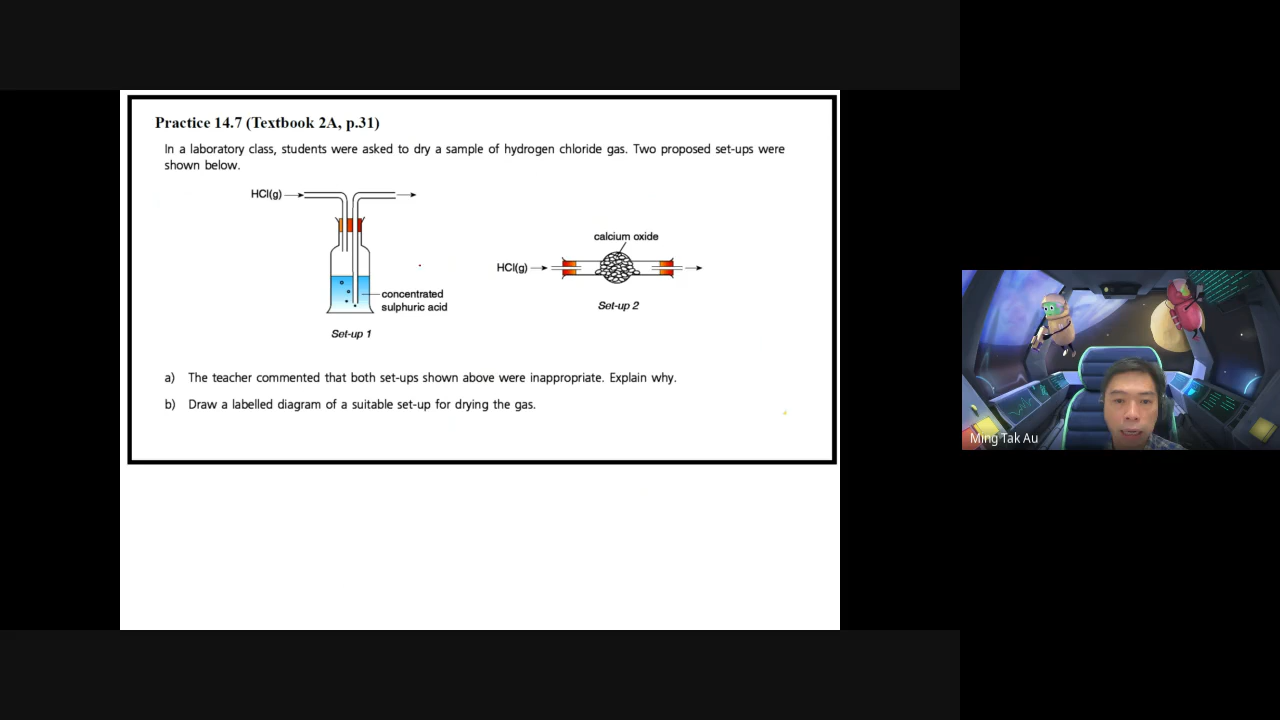 Practice 14.7 (Textbook 2A, p.31)
In a laboratory class, students were asked to dry a sample of hydrogen chloride gas. Two proposed set-ups were
shown below.
HCl(g)
concentrated
sulphuric acid
Set-up 1
calcium oxide
HCl(g)
Set-up 2
a) The teacher commented that both set-ups shown above were inappropriate. Explain why.
b) Draw a labelled diagram of a suitable set-up for drying the gas.
Ming Tak Au